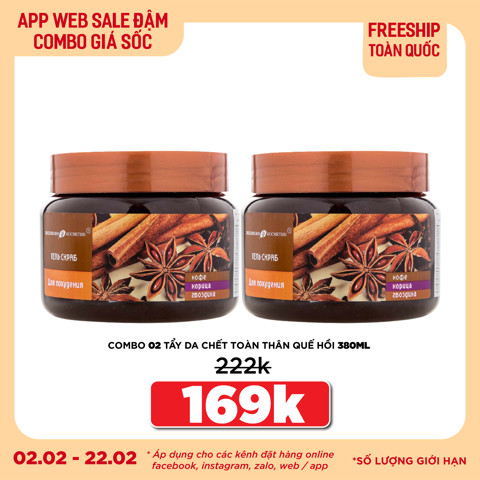 APP WEB SALE ĐẬM
COMBO GIÁ SỐC
FREESHIP
TOÀN QUỐC
ГЕЛЬ СКРАБ
Для похудения
кофе
корица
гвоздика
ГЕЛЬ СКРАБ
Для похудения
кофе
корица
гвоздика
COMBO 02 TẨY DA CHẾT TOÀN THÂN QUẾ HỒI 380ML
222k
169k
02.02 - 22.02
* Áp dụng cho các kênh đặt hàng online
facebook, instagram, zalo, web / app
*SỐ LƯỢNG GIỚI HẠN